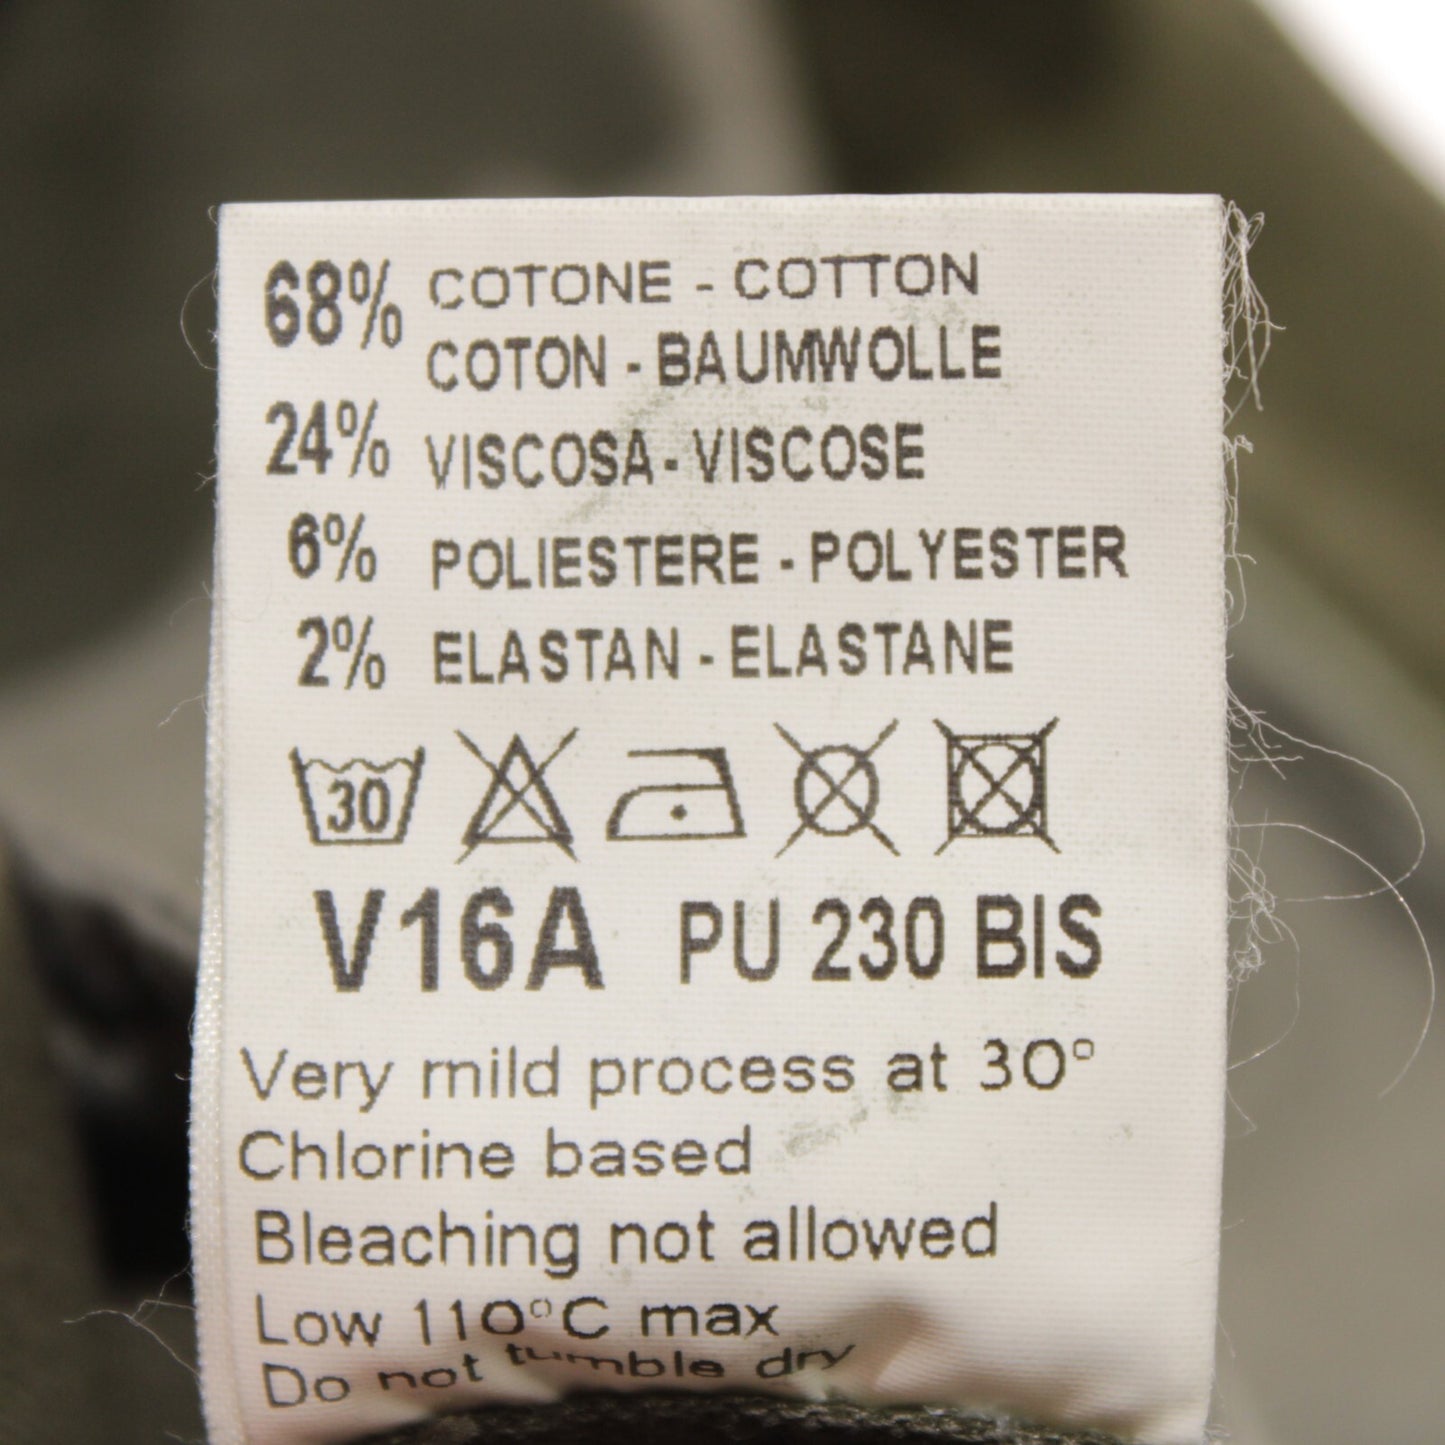 68% COTONE - COTTON
COTON - BAUMWOLLE
24% VISCOSA - VISCOSE
6% POLIESTERE - POLYESTER
2% ELASTAN - ELASTANE
30
V16A PU 230 BIS
Very mild process at 30°
Chlorine based
Bleaching not allowed
Low 110°C max
Do not tumble dry